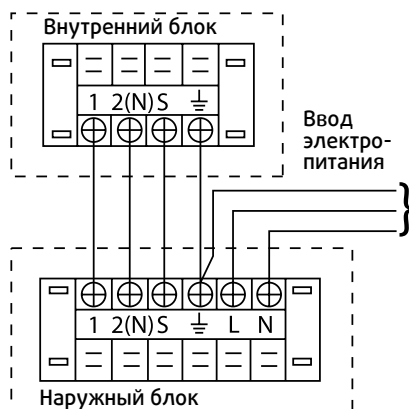 Внутренний блок
1 2(N) S
Ввод
электро-
питания
1 2(N) S L N
Наружный блок